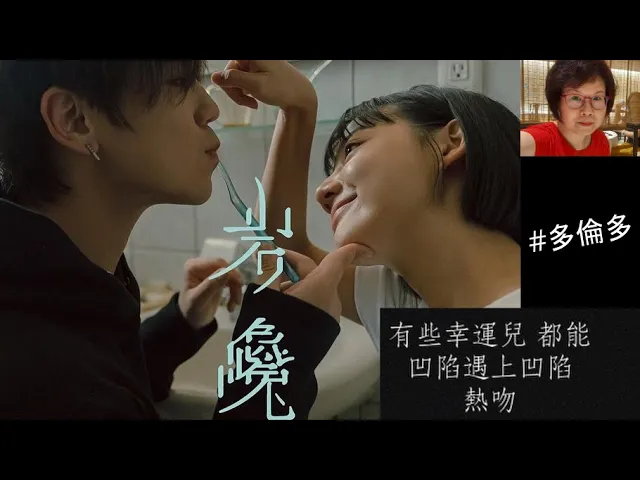 岩
巉
#多倫多
有些幸運兒 都能
凹陷遇上凹陷
熱吻